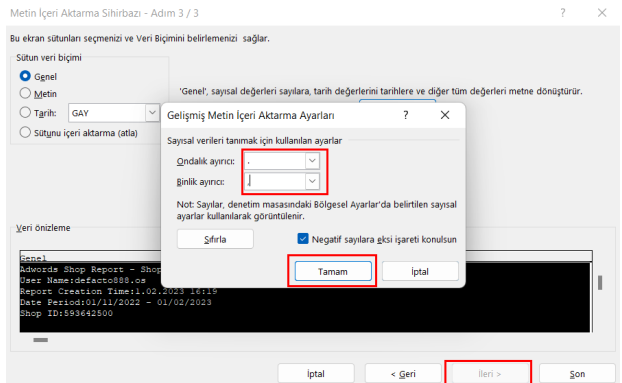 Metin İçeri Aktarma Sihirbazı - Adım 3 / 3
Bu ekran sütunları seçmenizi ve Veri Biçimini belirlemenizi sağlar.
Sütun veri biçimi
Genel
Metin
Tarih: GAY
Sütunu içeri aktarma (atla)
'Genel', sayısal değerleri sayılara, tarih değerlerini tarihlere ve diğer tüm değerleri metne dönüştürür.
Gelişmiş Metin İçeri Aktarma Ayarları
Sayısal verileri tanımak için kullanılan ayarlar
Ondalık ayırıcı: .
Binlik ayırıcı: ,
Not: Sayılar, denetim masasındaki Bölgesel Ayarlar'da belirtilen sayısal
ayarlar kullanılarak görüntülenir.
Sıfırla
Negatif sayılara eksi işareti konulsun
Tamam
İptal
Veri önizleme
Genel
Adwords Shop Report - Shop
User Name:defacto888.os
Report Creation Time:1.02.2023 16:19
Date Period:01/11/2022 - 01/02/2023
Shop ID:593642500
İptal
< Geri
İleri >
Son